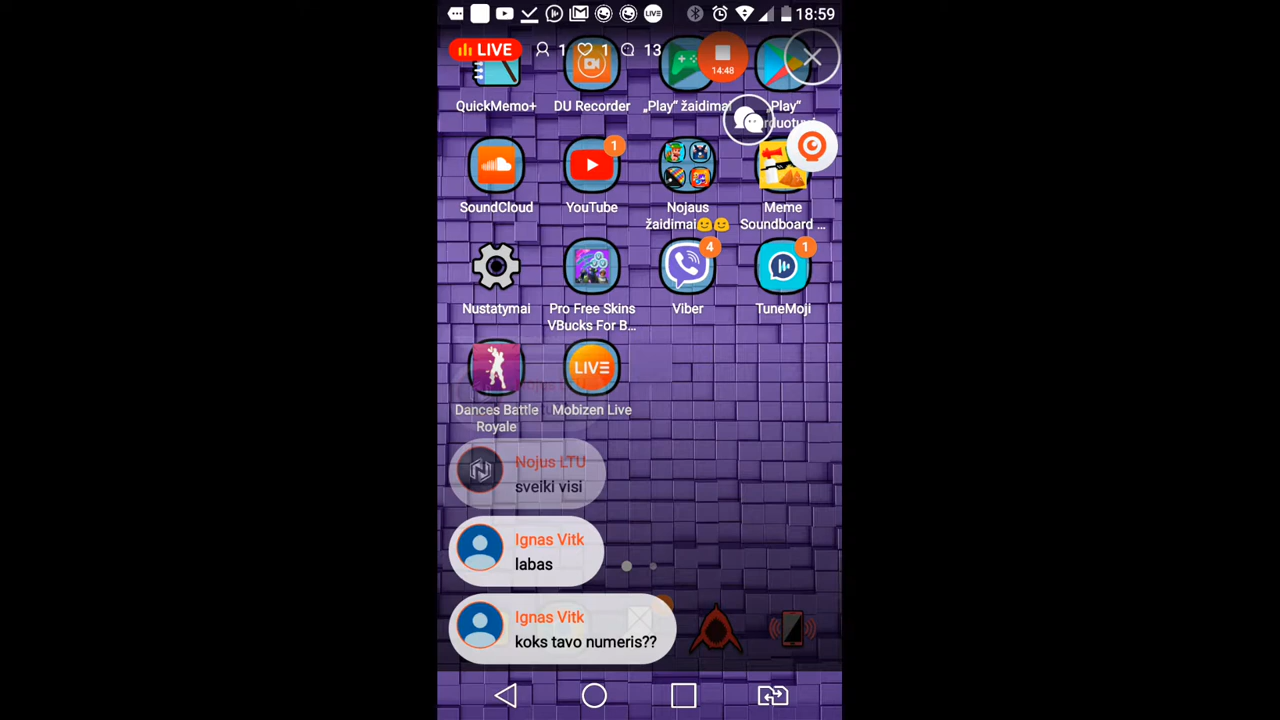 LIVE 18:59
LIVE 1 1 13 14:48
QuickMemo+ DU Recorder „Play“ žaidimai „Play“
SoundCloud YouTube 1 Nojaus Meme
žaidimai Soundboard ...
Nustatymai Pro Free Skins Viber 4 TuneMoji 1
VBucks For B...
LIVE
Dances Battle Mobizen Live
Royale
Nojus LTU
sveiki visi
Ignas Vitk
labas
Ignas Vitk
koks tavo numeris??